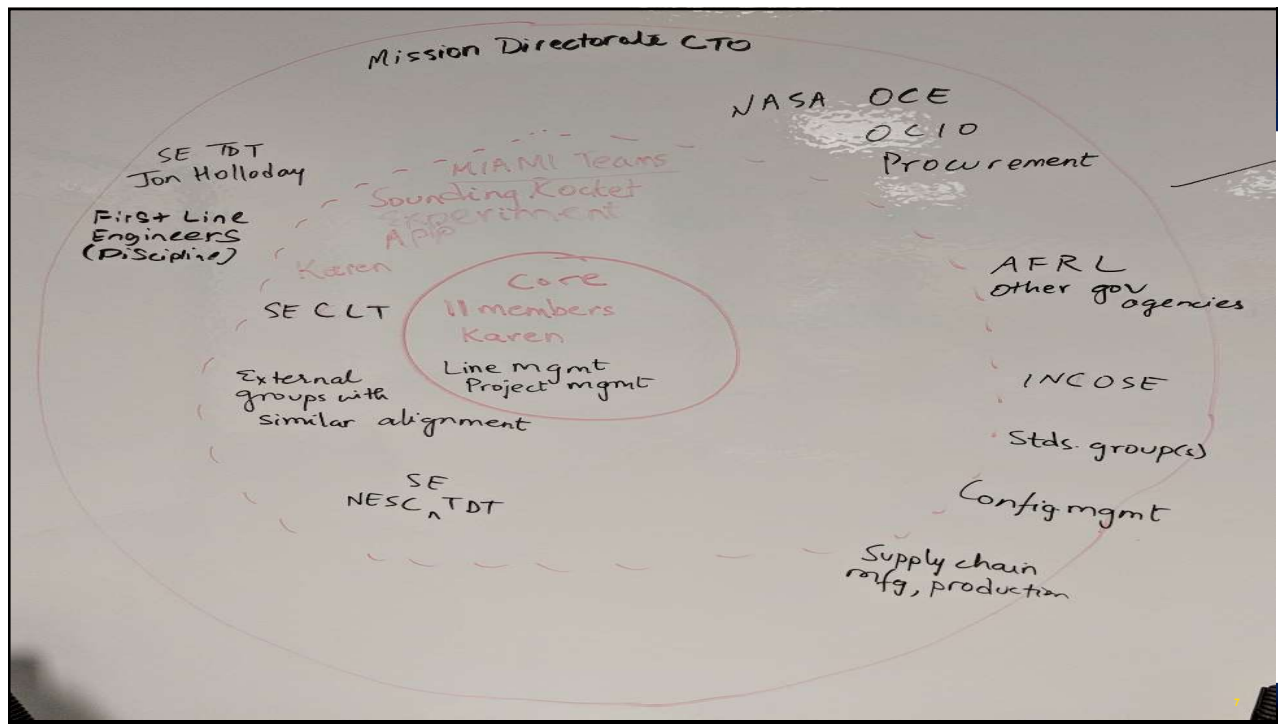 Mission Directorate CTO
NASA OCE
OCIO
Procurement
SE TDT
Jon Holloday
First Line
Engineers
(Discipline)
MIAMI Teams
Sounding Rocket
Experiment
APP
Karen
Core
11 members
Karen
Line mgmt
Project mgmt
SE CLT
External
groups with
similar alignment
SE
NESC ^ TDT
AFRL
other gov
agencies
INCOSE
Stds. group(s)
Config mgmt
Supply chain
mfg, production
7